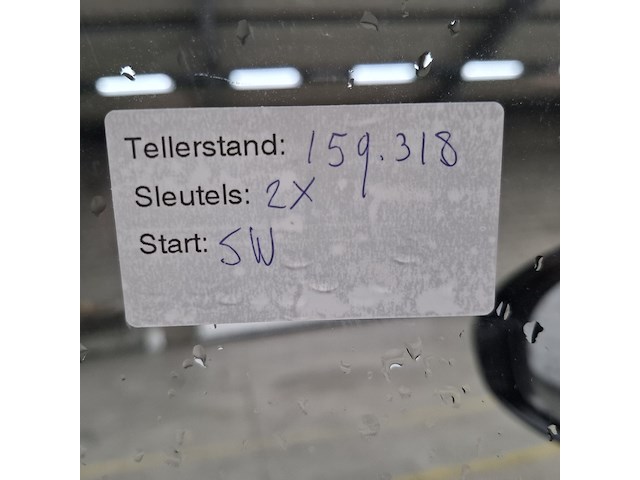 Tellerstand: 159.318
Sleutels: 2X
Start: SW